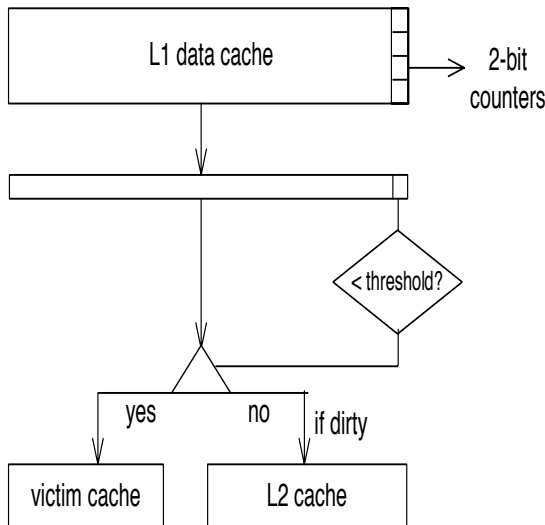 L1 data cache
2-bit
counters
< threshold?
yes
no
if dirty
victim cache
L2 cache